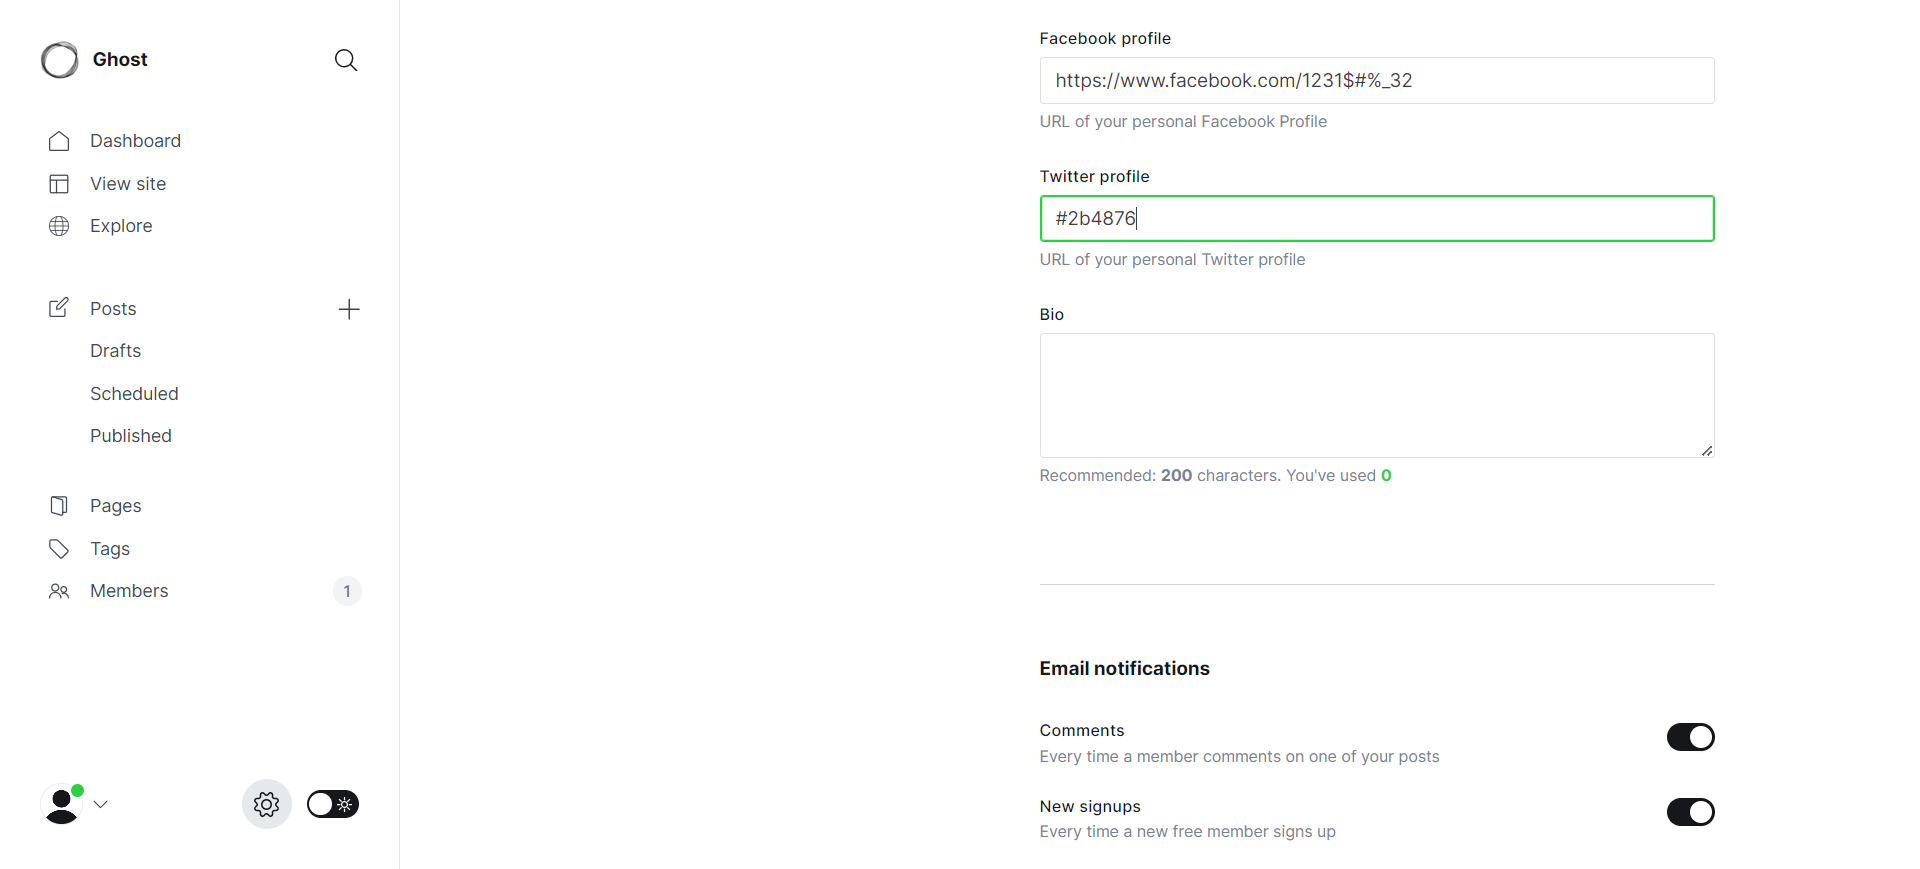 Ghost
Dashboard
View site
Explore
Posts
Drafts
Scheduled
Published
Pages
Tags
Members
1
Facebook profile
https://www.facebook.com/1231$#%_32
URL of your personal Facebook Profile
Twitter profile
#2b4876
URL of your personal Twitter profile
Bio
Recommended: 200 characters. You've used 0
Email notifications
Comments
Every time a member comments on one of your posts
New signups
Every time a new free member signs up